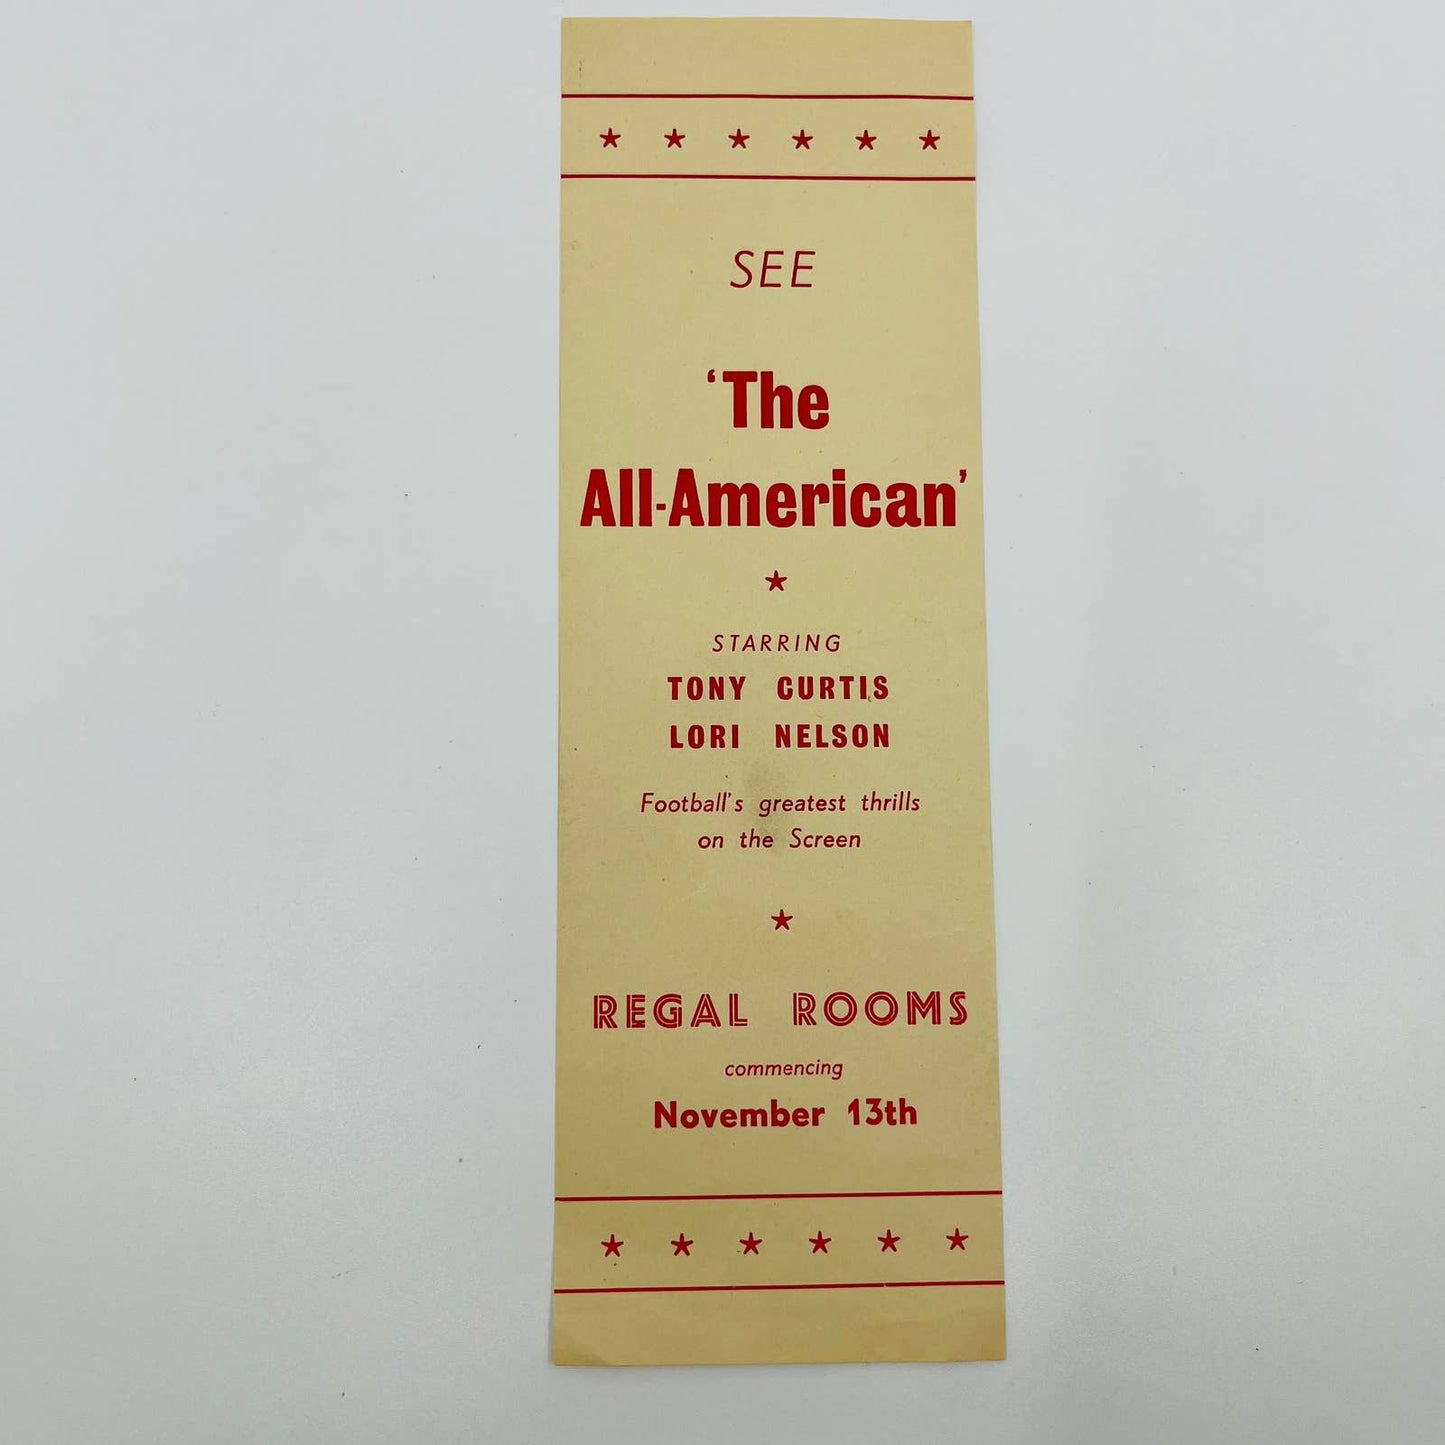 SEE
‘The
All-American’
STARRING
TONY CURTIS
LORI NELSON
Football's greatest thrills
on the Screen
REGAL ROOMS
commencing
November 13th